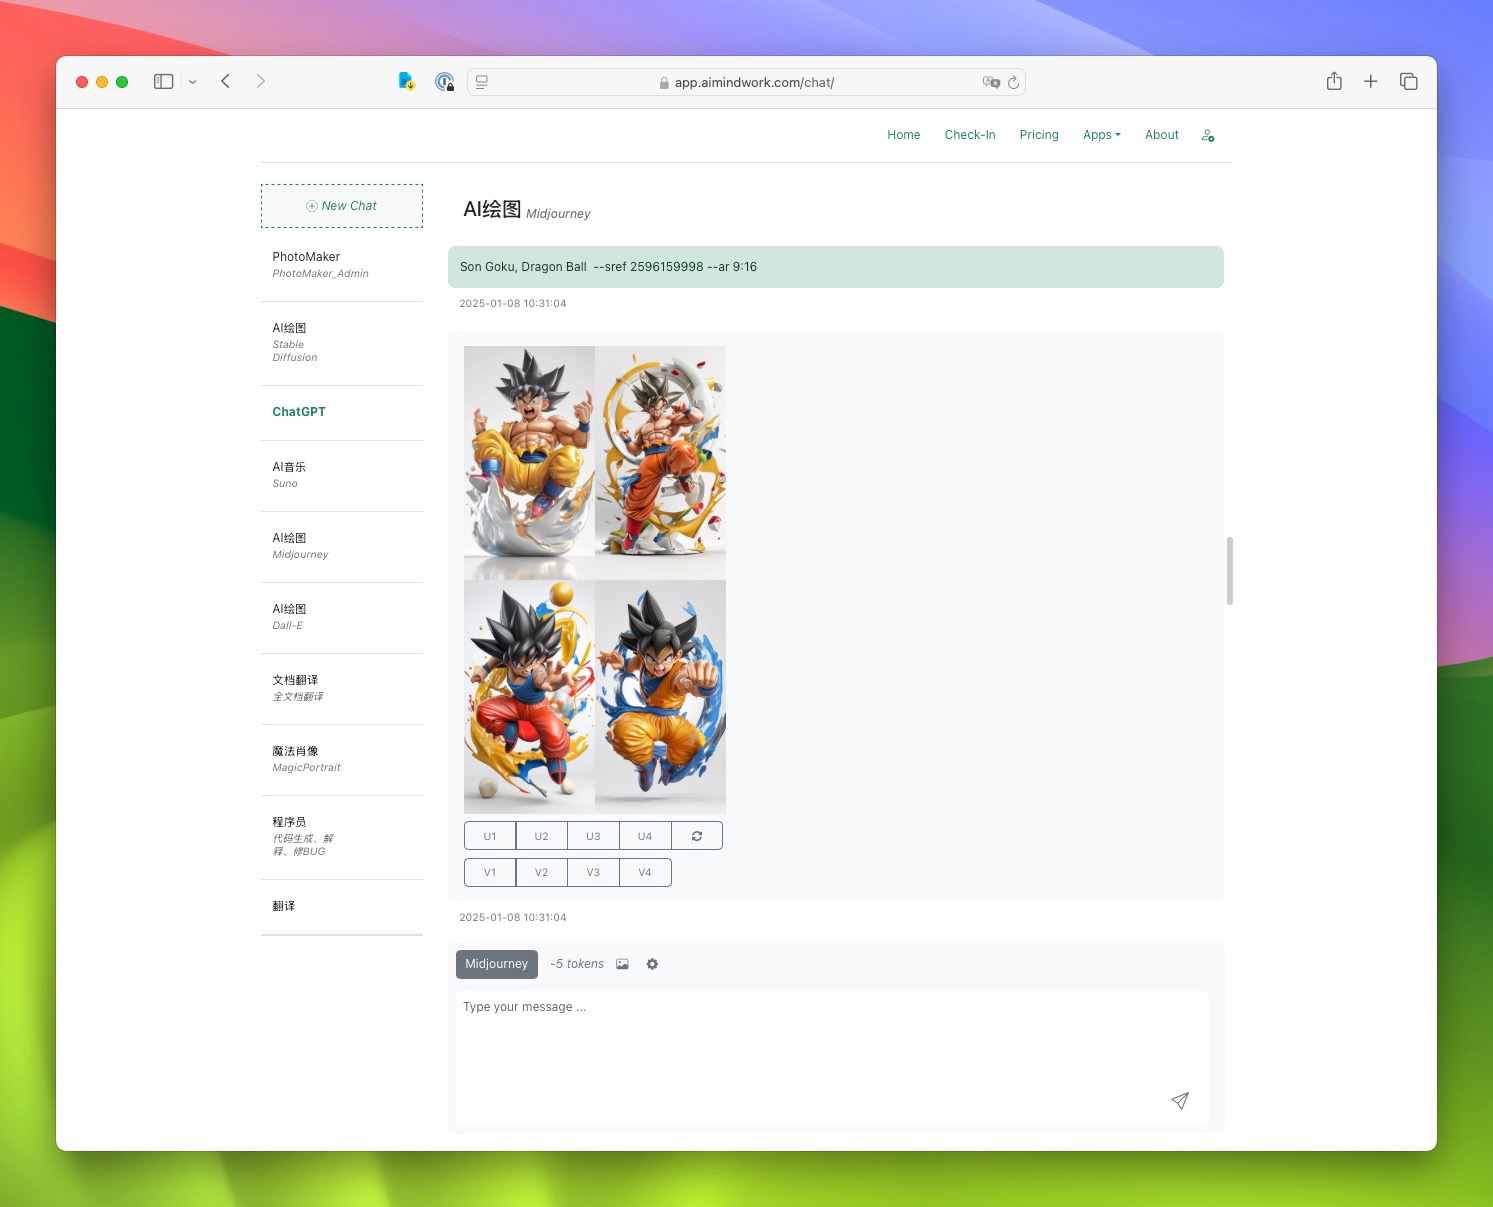 app.aimindwork.com/chat/
Home Check-In Pricing Apps About
New Chat
PhotoMaker
PhotoMaker_Admin
AI绘图
Stable
Diffusion
ChatGPT
AI音乐
Suno
AI绘图
Midjourney
AI绘图
Dall-E
文档翻译
全文档翻译
魔法肖像
MagicPortrait
程序员
代码生成、解
释、修BUG
翻译
AI绘图 Midjourney
Son Goku, Dragon Ball --sref 2596159998 --ar 9:16
2025-01-08 10:31:04
U1 U2 U3 U4
V1 V2 V3 V4
2025-01-08 10:31:04
Midjourney -5 tokens
Type your message ...